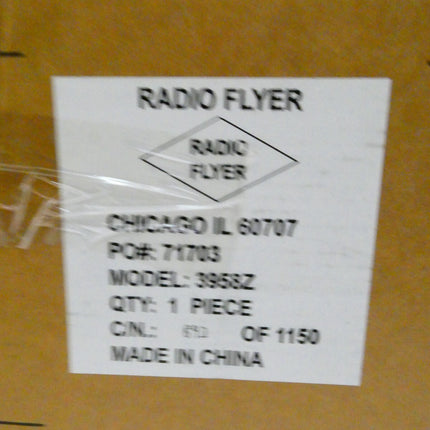 RADIO FLYER
RADIO
FLYER
CHICAGO IL 60707
PO#: 71703
MODEL: 3958Z
QTY: 1 PIECE
C/N.: OF 1150
MADE IN CHINA